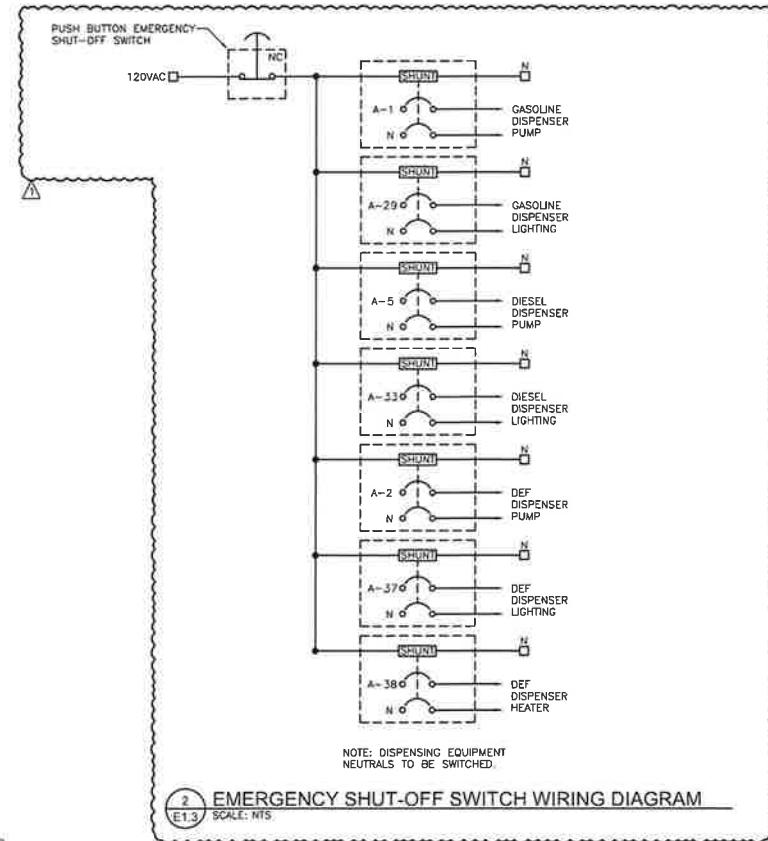 PUSH BUTTON EMERGENCY
SHUT-OFF SWITCH
NC
120VAC
SHUNT
N
A-1
N
GASOLINE
DISPENSER
PUMP
SHUNT
N
A-29
N
GASOLINE
DISPENSER
LIGHTING
SHUNT
N
A-5
N
DIESEL
DISPENSER
PUMP
SHUNT
N
A-33
N
DIESEL
DISPENSER
LIGHTING
SHUNT
N
A-2
N
DEF
DISPENSER
PUMP
SHUNT
N
A-37
N
DEF
DISPENSER
LIGHTING
SHUNT
N
A-38
N
DEF
DISPENSER
HEATER
1
NOTE: DISPENSING EQUIPMENT
NEUTRALS TO BE SWITCHED.
2
E1.3
EMERGENCY SHUT-OFF SWITCH WIRING DIAGRAM
SCALE: NTS